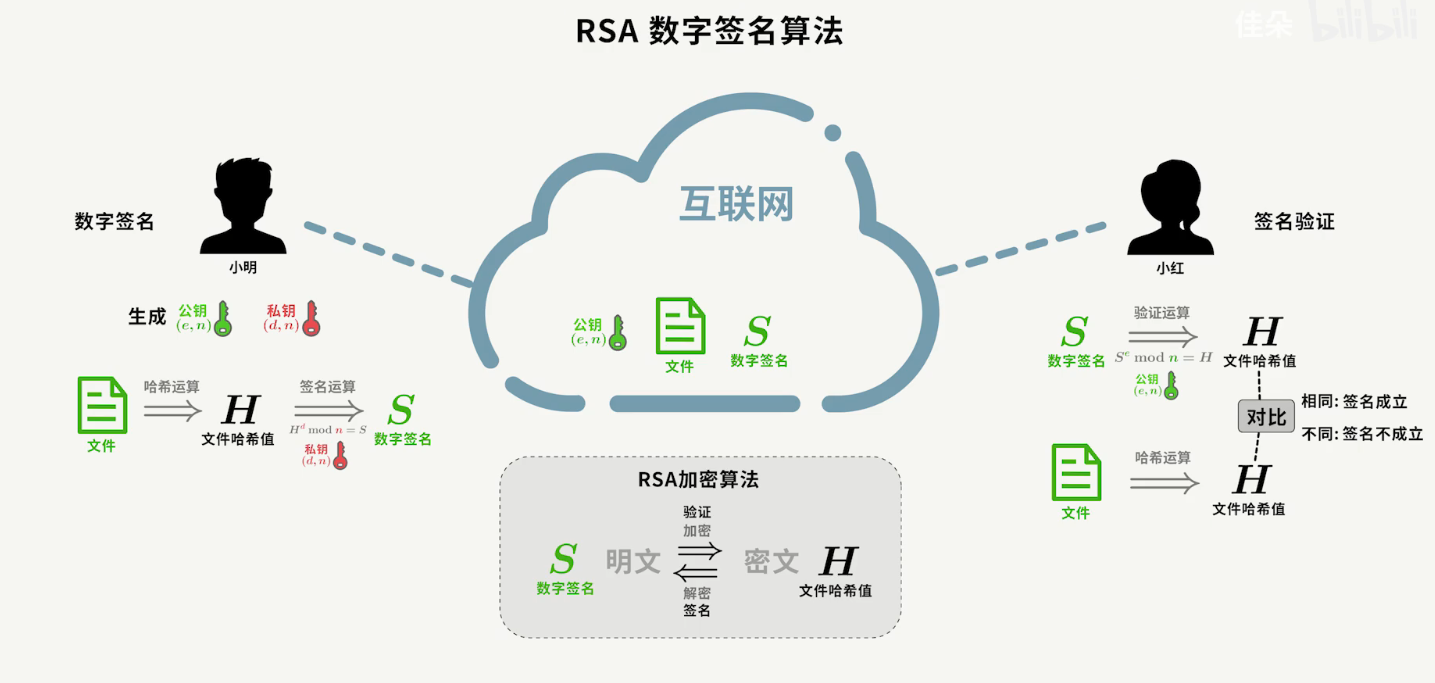 RSA 数字签名算法
佳朵 bilibili
互联网
数字签名
小明
生成
公钥
(e, n)
私钥
(d, n)
文件
哈希运算
H
文件哈希值
签名运算
H^d mod n = S
私钥
(d, n)
S
数字签名
公钥
(e, n)
文件
S
数字签名
签名验证
小红
S
数字签名
验证运算
S^e mod n = H
公钥
(e, n)
H
文件哈希值
对比
相同: 签名成立
不同: 签名不成立
文件
哈希运算
H
文件哈希值
RSA加密算法
S
数字签名
明文
验证
加密
解密
签名
密文
H
文件哈希值